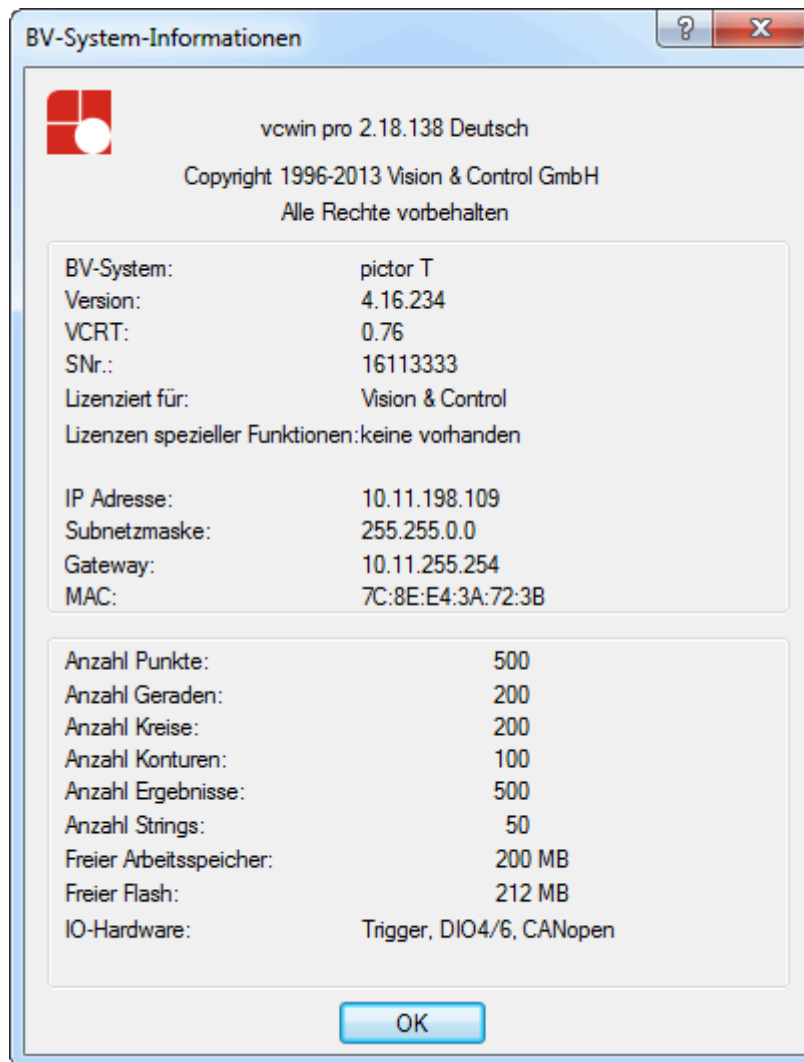 BV-System-Informationen
vcwin pro 2.18.138 Deutsch
Copyright 1996-2013 Vision & Control GmbH
Alle Rechte vorbehalten
BV-System: pictor T
Version: 4.16.234
VCRT: 0.76
SNr.: 16113333
Lizenziert für: Vision & Control
Lizenzen spezieller Funktionen: keine vorhanden
IP Adresse: 10.11.198.109
Subnetzmaske: 255.255.0.0
Gateway: 10.11.255.254
MAC: 7C:8E:E4:3A:72:3B
Anzahl Punkte: 500
Anzahl Geraden: 200
Anzahl Kreise: 200
Anzahl Konturen: 100
Anzahl Ergebnisse: 500
Anzahl Strings: 50
Freier Arbeitsspeicher: 200 MB
Freier Flash: 212 MB
IO-Hardware: Trigger, DIO4/6, CANopen
OK